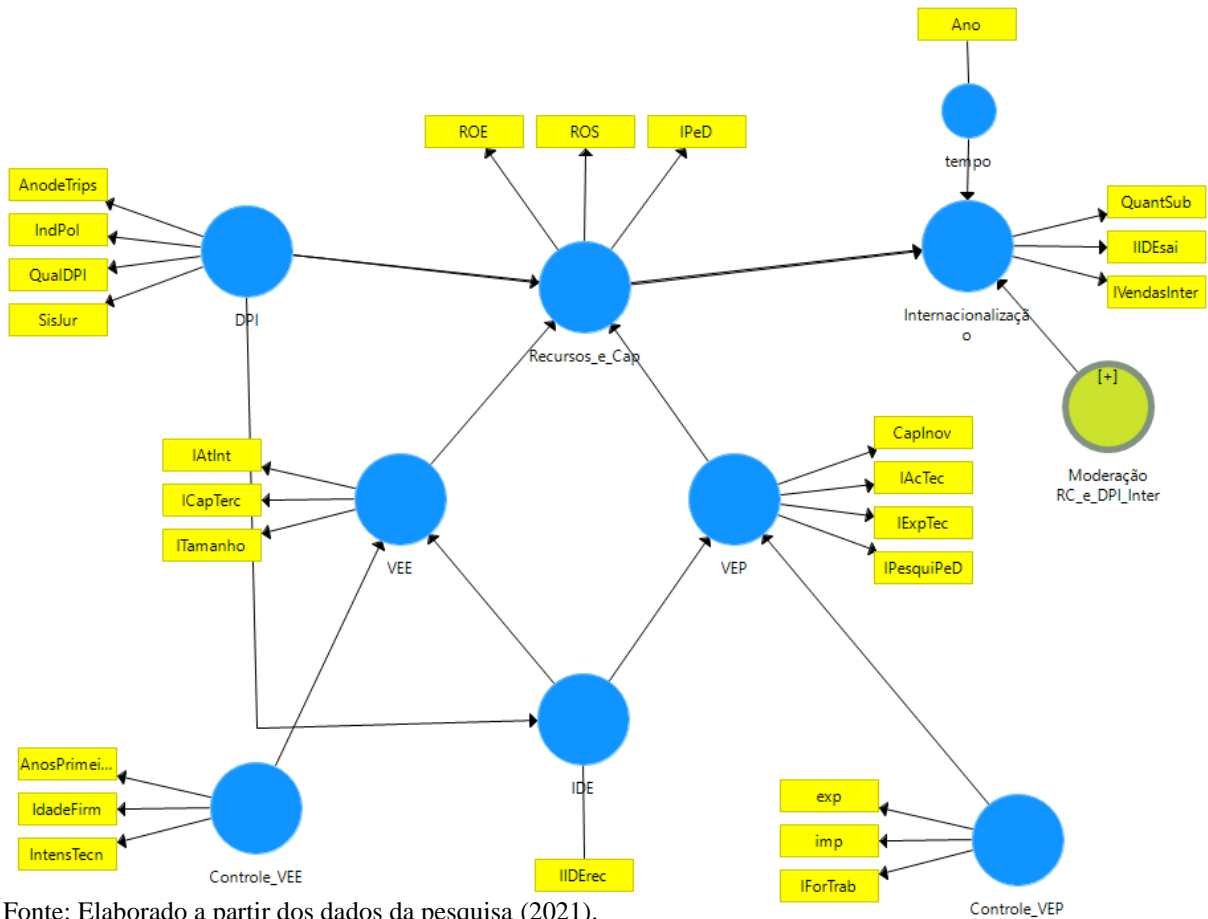 Ano
ROE
ROS
IPeD
tempo
AnodeTrips
IndPol
QualDPI
SisJur
DPI
Recursos_e_Cap
QuantSub
IIDEsai
IVendasInter
Internacionalizaçã
o
[+]
Moderação
RC_e_DPI_Inter
IAtInt
ICapTerc
ITamanho
VEE
VEP
CapInov
IAcTec
IExpTec
IPesquiPeD
AnosPrimei...
IdadeFirm
IntensTecn
Controle_VEE
IDE
IIDErec
exp
imp
IForTrab
Controle_VEP
Fonte: Elaborado a partir dos dados da pesquisa (2021).